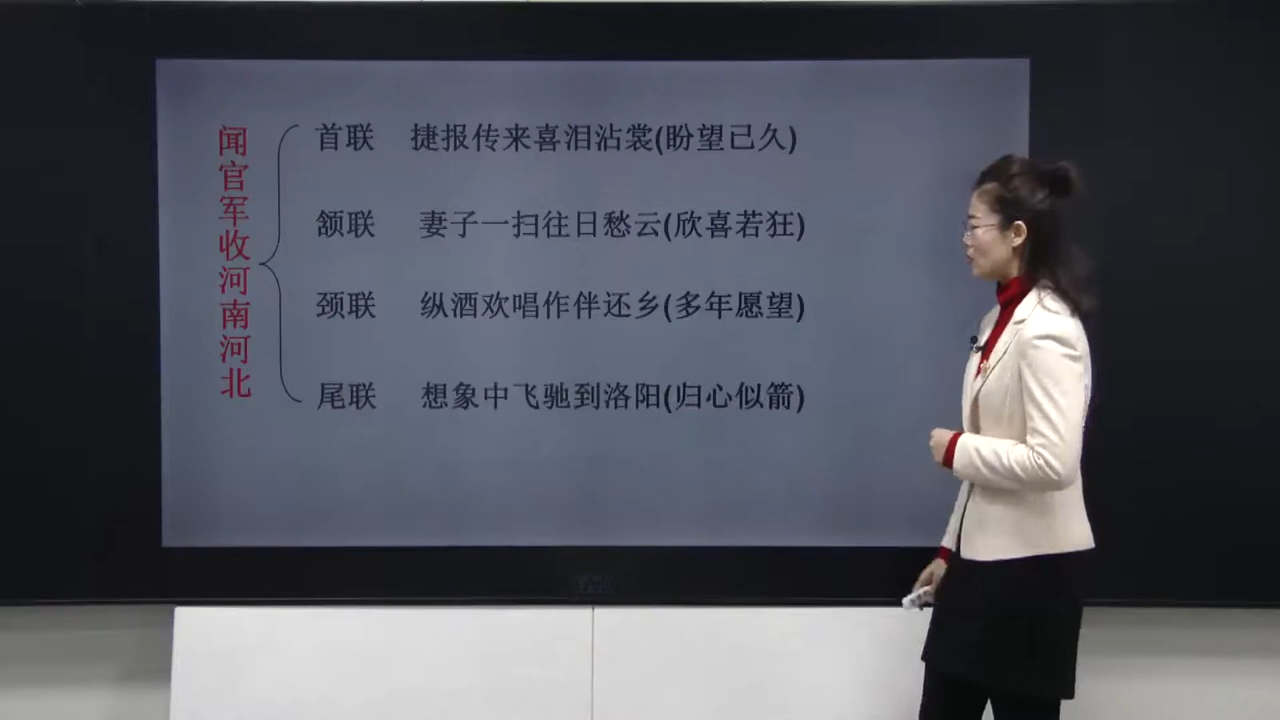 闻官军收河南河北
首联 捷报传来喜泪沾裳(盼望已久)
颔联 妻子一扫往日愁云(欣喜若狂)
颈联 纵酒欢唱作伴还乡(多年愿望)
尾联 想象中飞驰到洛阳(归心似箭)